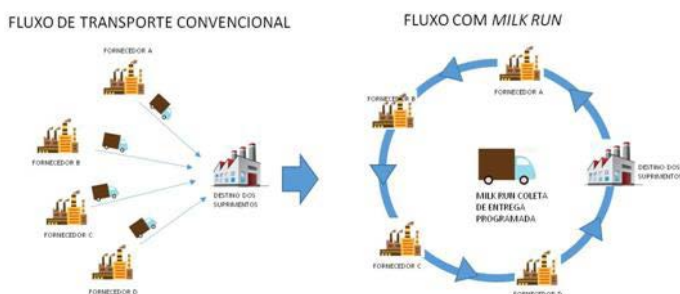 FLUXO DE TRANSPORTE CONVENCIONAL
FORNECEDOR A
FORNECEDOR B
FORNECEDOR C
FORNECEDOR D
DESTINO DOS
SUPRIMENTOS
FLUXO COM MILK RUN
FORNECEDOR A
FORNECEDOR B
DESTINO DOS
SUPRIMENTOS
MILK RUN COLETA
DE ENTREGA
PROGRAMADA
FORNECEDOR C
FORNECEDOR D